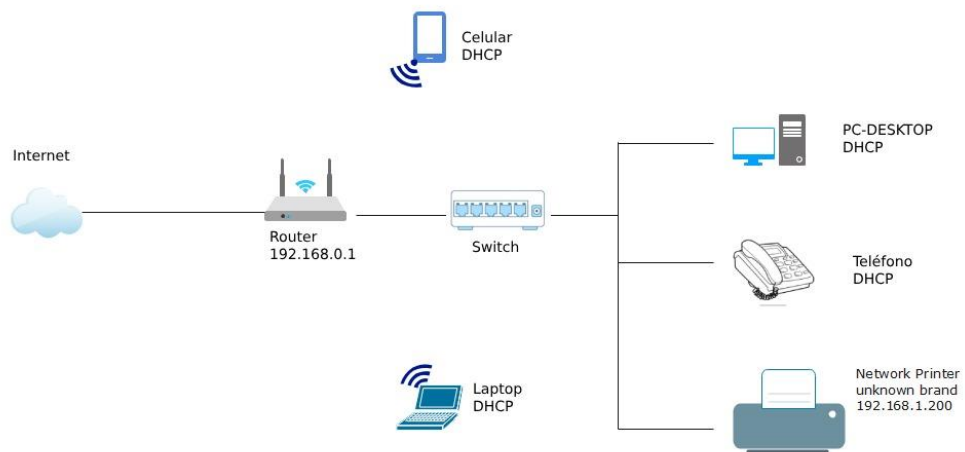 Celular
DHCP
Internet
PC-DESKTOP
DHCP
Router
192.168.0.1
Switch
Teléfono
DHCP
Laptop
DHCP
Network Printer
unknown brand
192.168.1.200